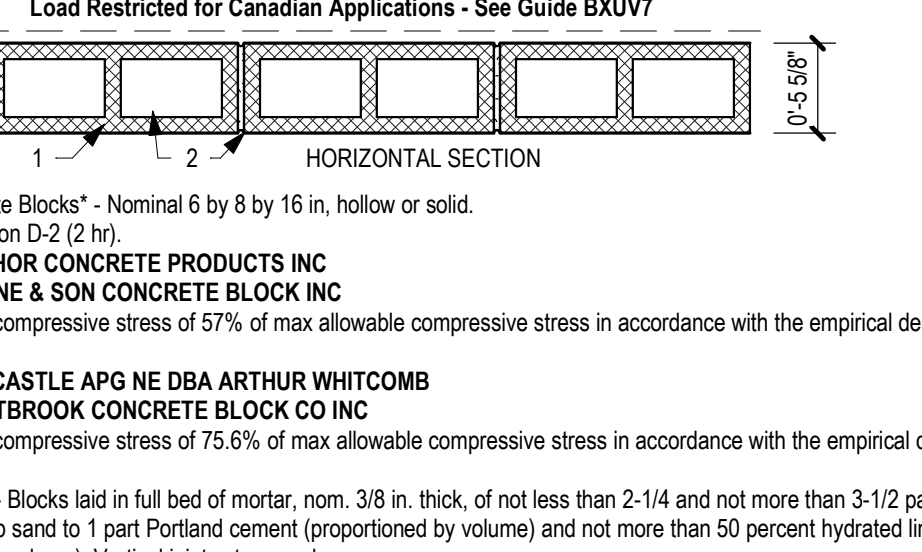 Load Restricted for Canadian Applications - See Guide BXUV7
0'-5 5/8"
1
2
HORIZONTAL SECTION
te Blocks* - Nominal 6 by 8 by 16 in, hollow or solid.
on D-2 (2 hr).
HOR CONCRETE PRODUCTS INC
NE & SON CONCRETE BLOCK INC
compressive stress of 57% of max allowable compressive stress in accordance with the empirical de
CASTLE APG NE DBA ARTHUR WHITCOMB
TBROOK CONCRETE BLOCK CO INC
compressive stress of 75.6% of max allowable compressive stress in accordance with the empirical
- Blocks laid in full bed of mortar, nom. 3/8 in. thick, of not less than 2-1/4 and not more than 3-1/2 pa
sand to 1 part Portland cement (proportioned by volume) and not more than 50 percent hydrated li